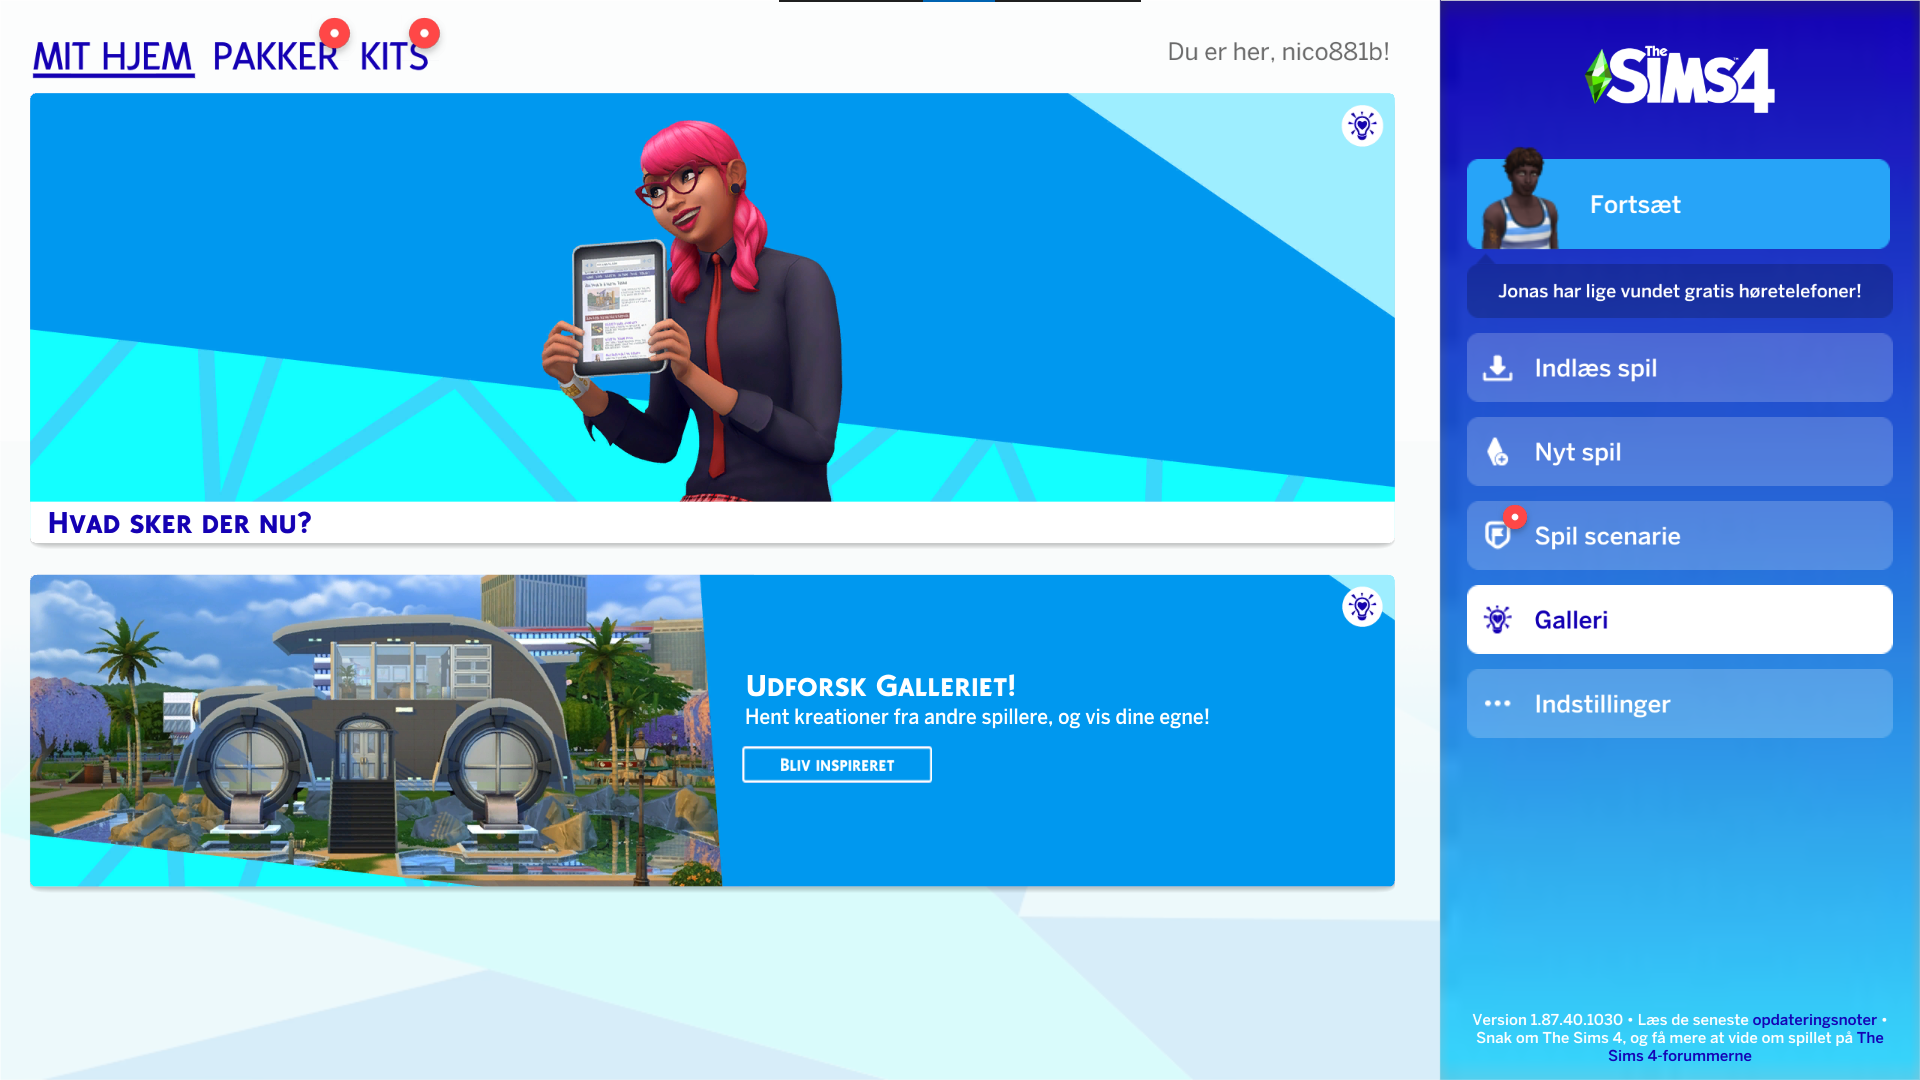 MIT HJEM PAKKER KITS
Du er her, nico881b!
HVAD SKER DER NU?
UDFORSK GALLERIET!
Hent kreationer fra andre spillere, og vis dine egne!
BLIV INSPIRERET
The SIMS 4
Fortsæt
Jonas har lige vundet gratis høretelefoner!
Indlæs spil
Nyt spil
Spil scenarie
Galleri
Indstillinger
Version 1.87.40.1030 • Læs de seneste opdateringsnoter •
Snak om The Sims 4, og få mere at vide om spillet på The
Sims 4-forummerne